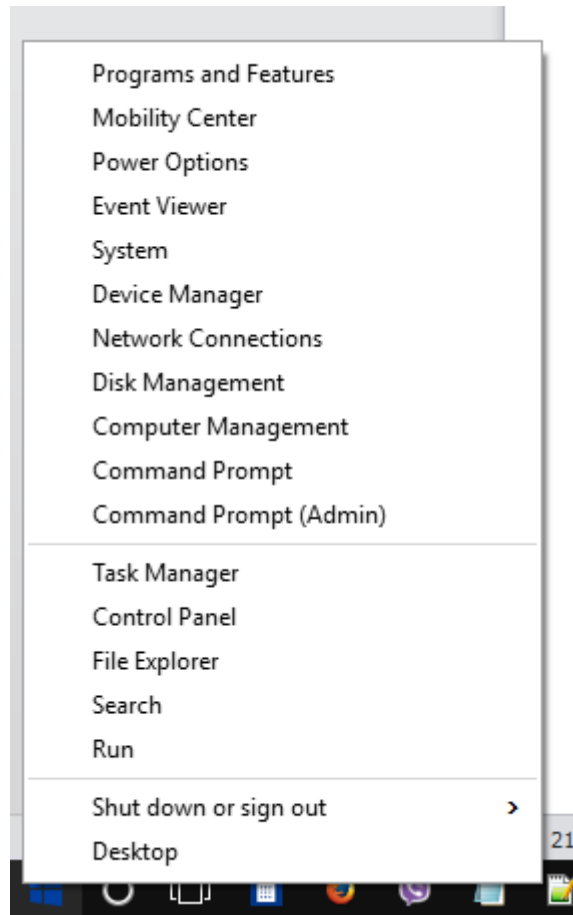 Programs and Features
Mobility Center
Power Options
Event Viewer
System
Device Manager
Network Connections
Disk Management
Computer Management
Command Prompt
Command Prompt (Admin)
Task Manager
Control Panel
File Explorer
Search
Run
Shut down or sign out
Desktop
21